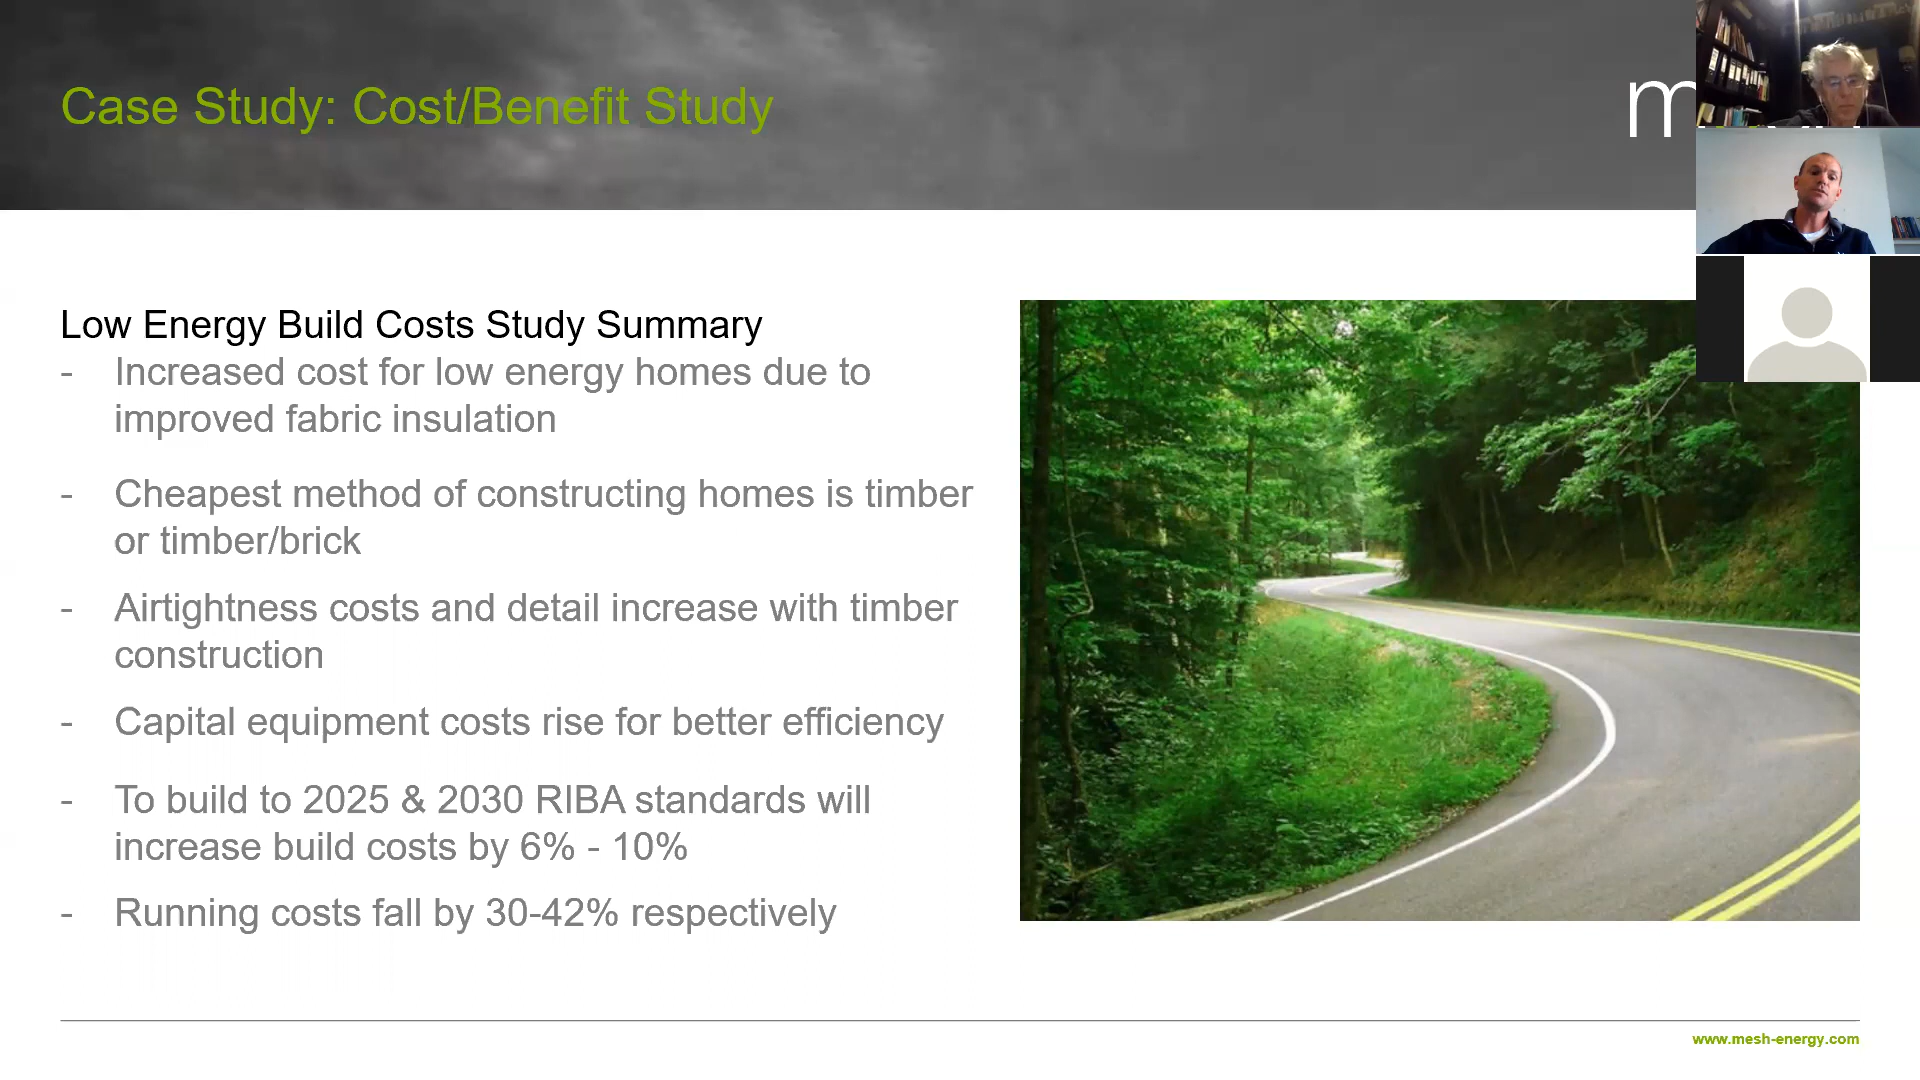 Case Study: Cost/Benefit Study
Low Energy Build Costs Study Summary
- Increased cost for low energy homes due to
improved fabric insulation
- Cheapest method of constructing homes is timber
or timber/brick
- Airtightness costs and detail increase with timber
construction
- Capital equipment costs rise for better efficiency
- To build to 2025 & 2030 RIBA standards will
increase build costs by 6% - 10%
- Running costs fall by 30-42% respectively
www.mesh-energy.com